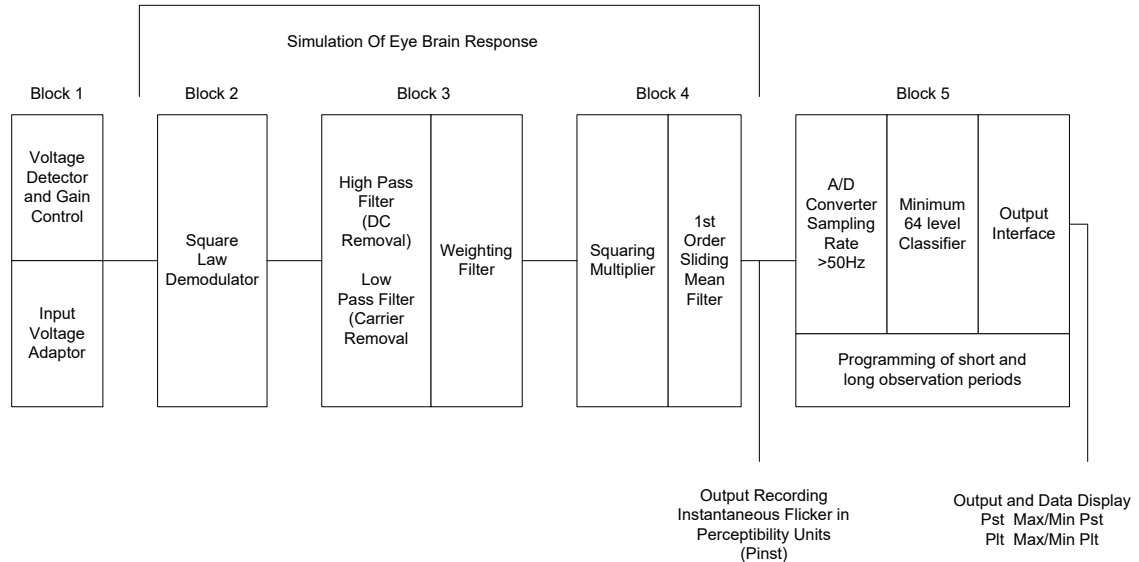 Simulation Of Eye Brain Response
Block 1
Block 2
Block 3
Block 4
Block 5
Voltage
Detector
and Gain
Control
Input
Voltage
Adaptor
Square
Law
Demodulator
High Pass
Filter
(DC
Removal)
Low
Pass Filter
(Carrier
Removal
Weighting
Filter
Squaring
Multiplier
1st
Order
Sliding
Mean
Filter
A/D
Converter
Sampling
Rate
>50Hz
Minimum
64 level
Classifier
Output
Interface
Programming of short and
long observation periods
Output Recording
Instantaneous Flicker in
Perceptibility Units
(Pinst)
Output and Data Display
Pst Max/Min Pst
Plt Max/Min Plt